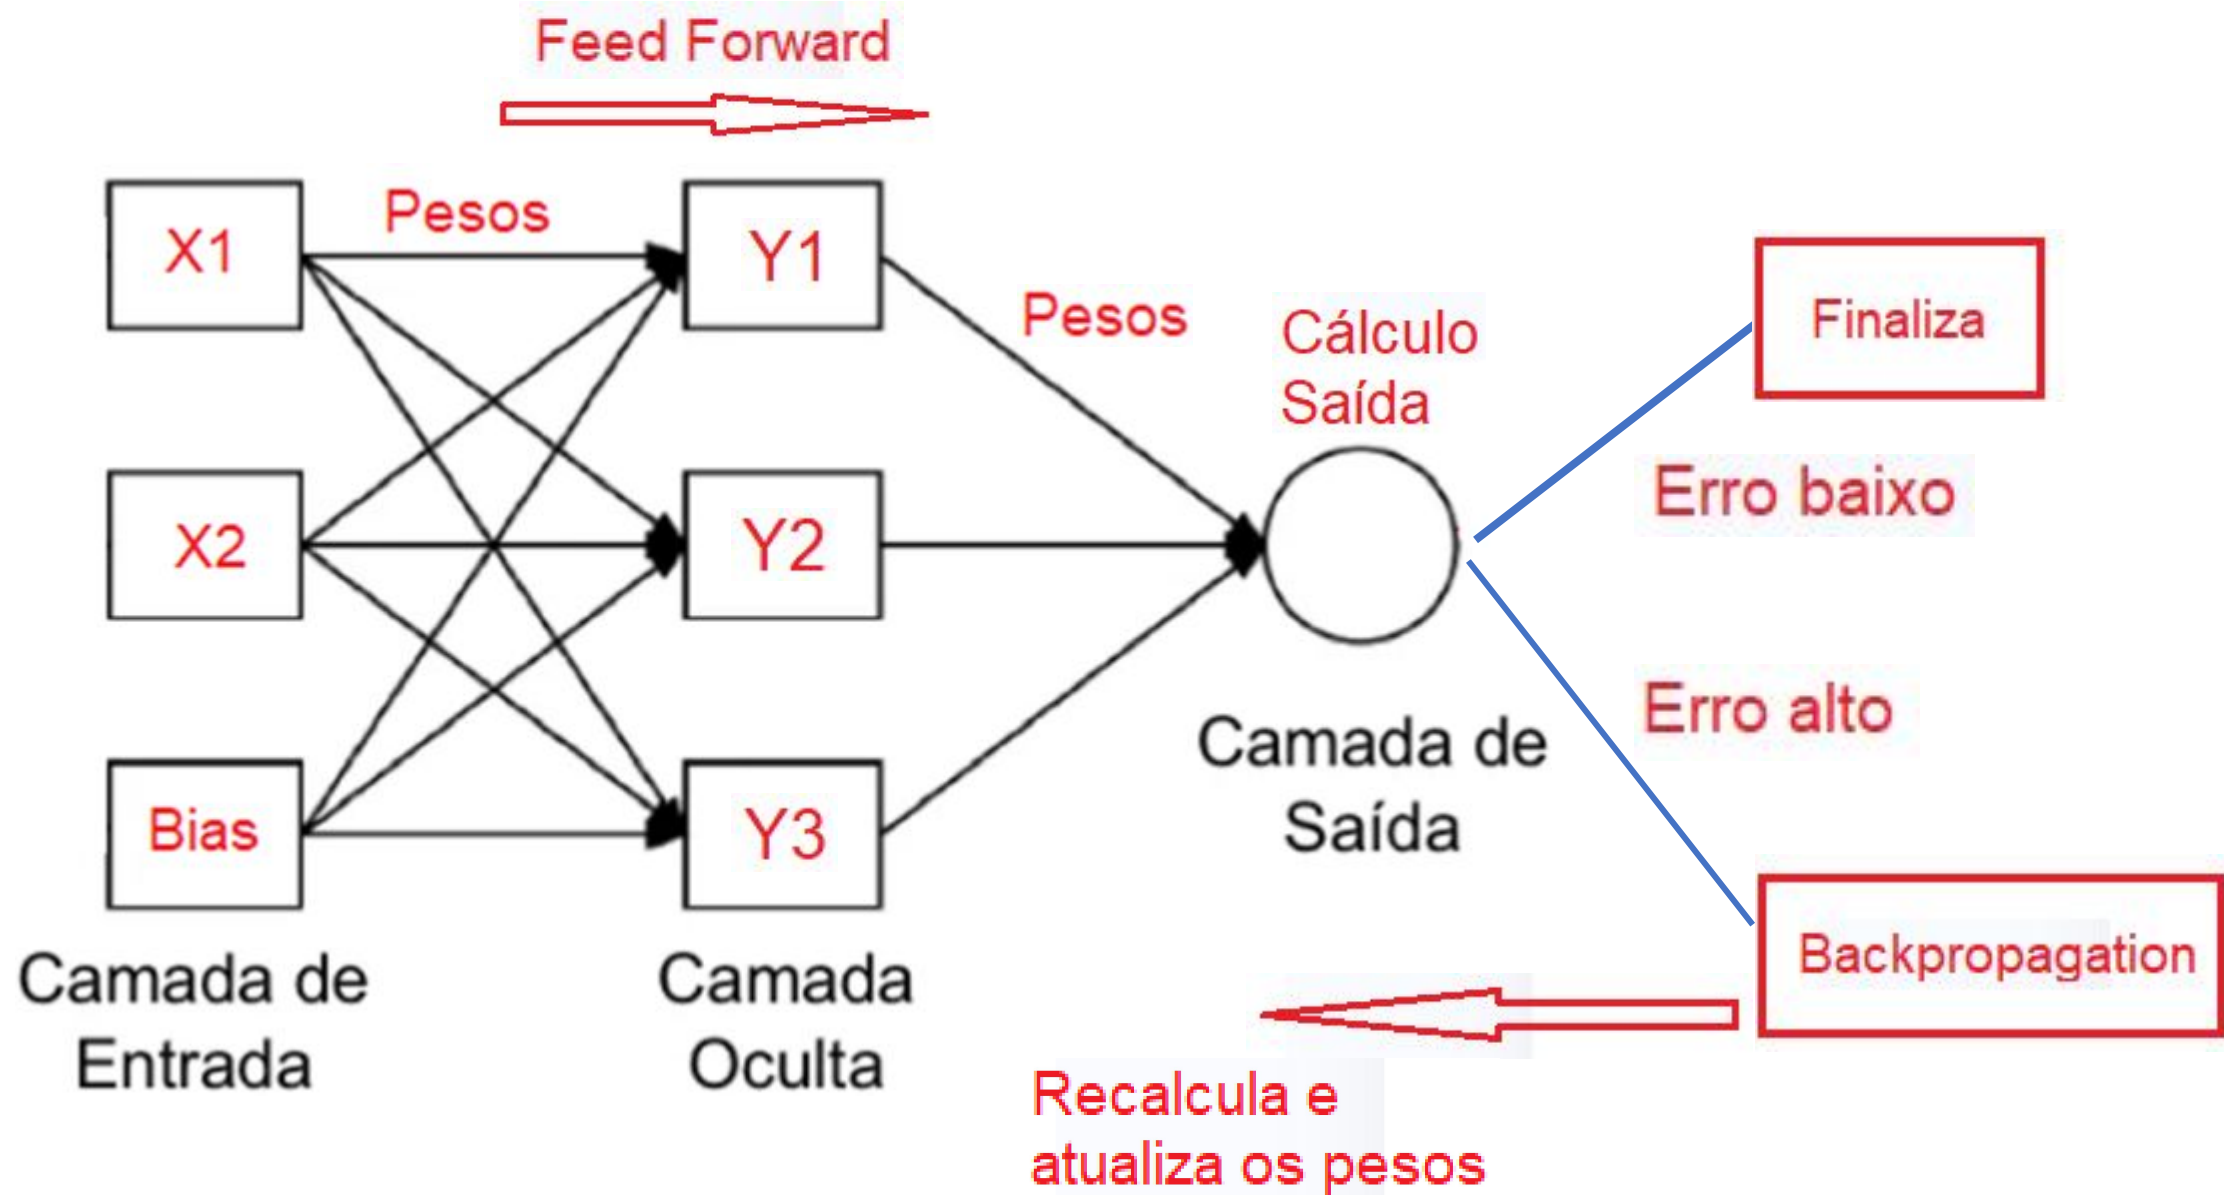 Feed Forward
X1
Pesos
Y1
Pesos
Cálculo
Saída
Finaliza
X2
Y2
Erro baixo
Erro alto
Camada de
Saída
Bias
Y3
Backpropagation
Camada de
Entrada
Camada
Oculta
Recalcula e
atualiza os pesos